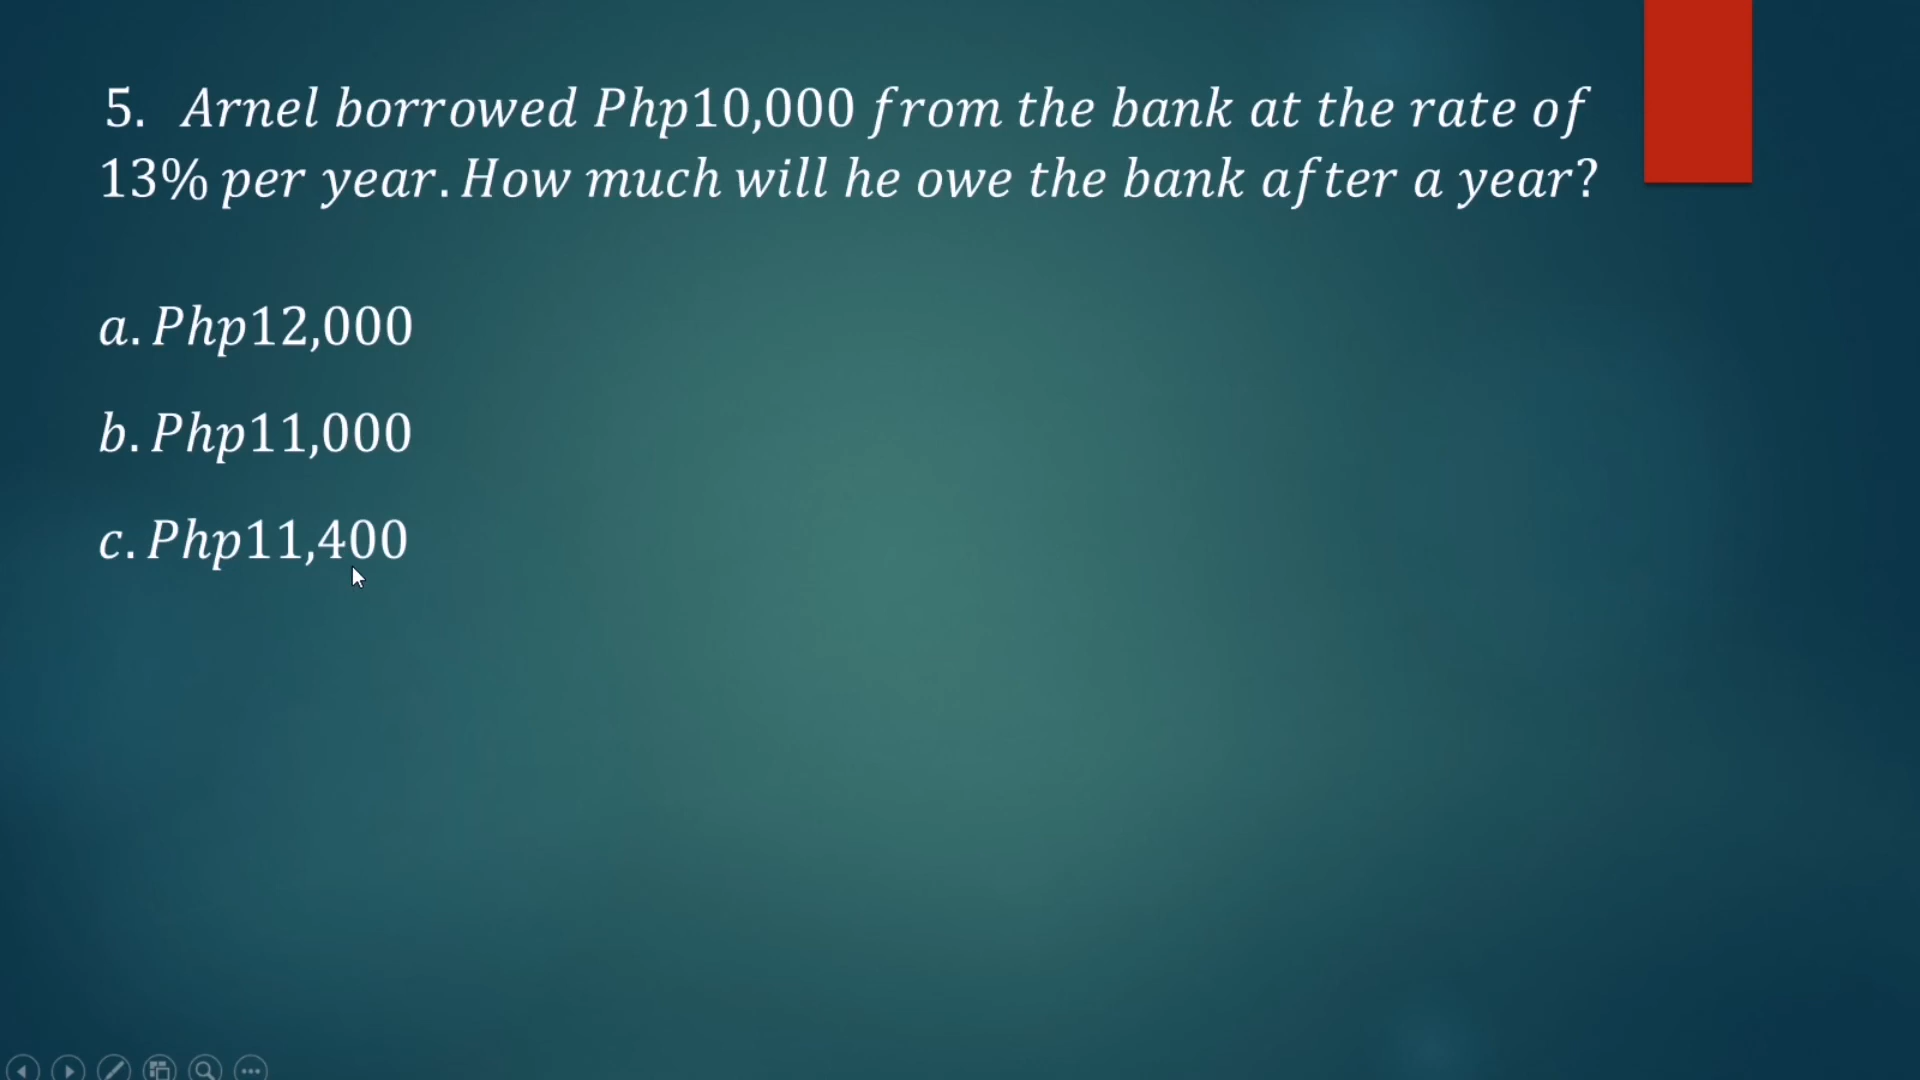 5. Arnel borrowed Php10,000 from the bank at the rate of
13% per year. How much will he owe the bank after a year?
a. Php12,000
b. Php11,000
c. Php11,400